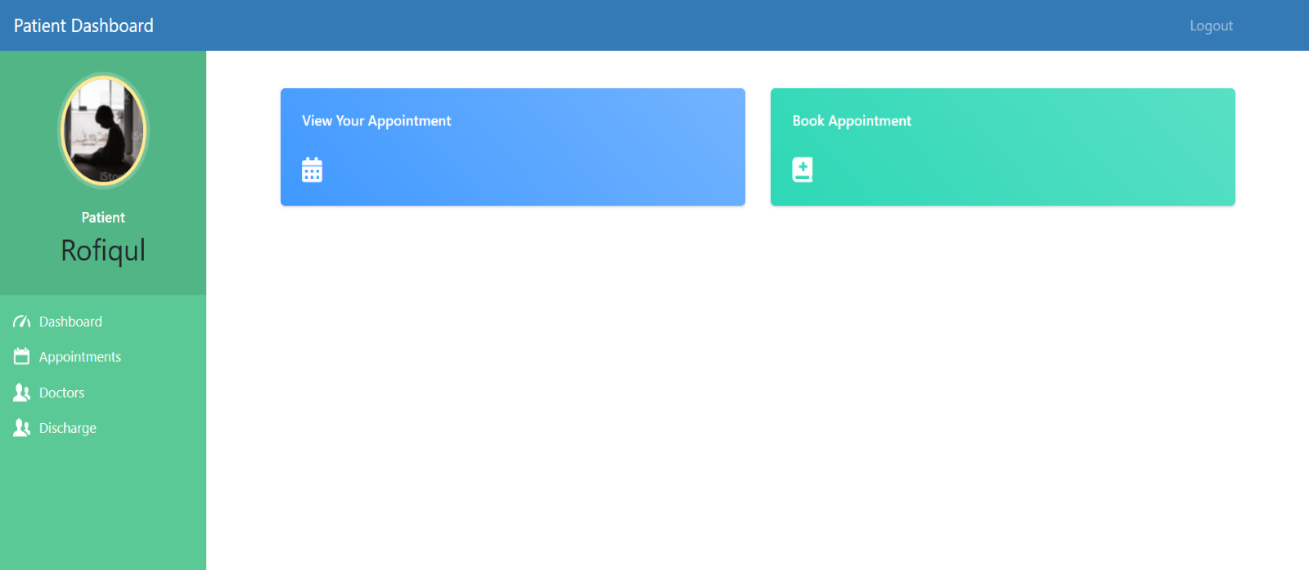 Patient Dashboard
Logout
Patient
Rofiqul
Dashboard
Appointments
Doctors
Discharge
View Your Appointment
Book Appointment